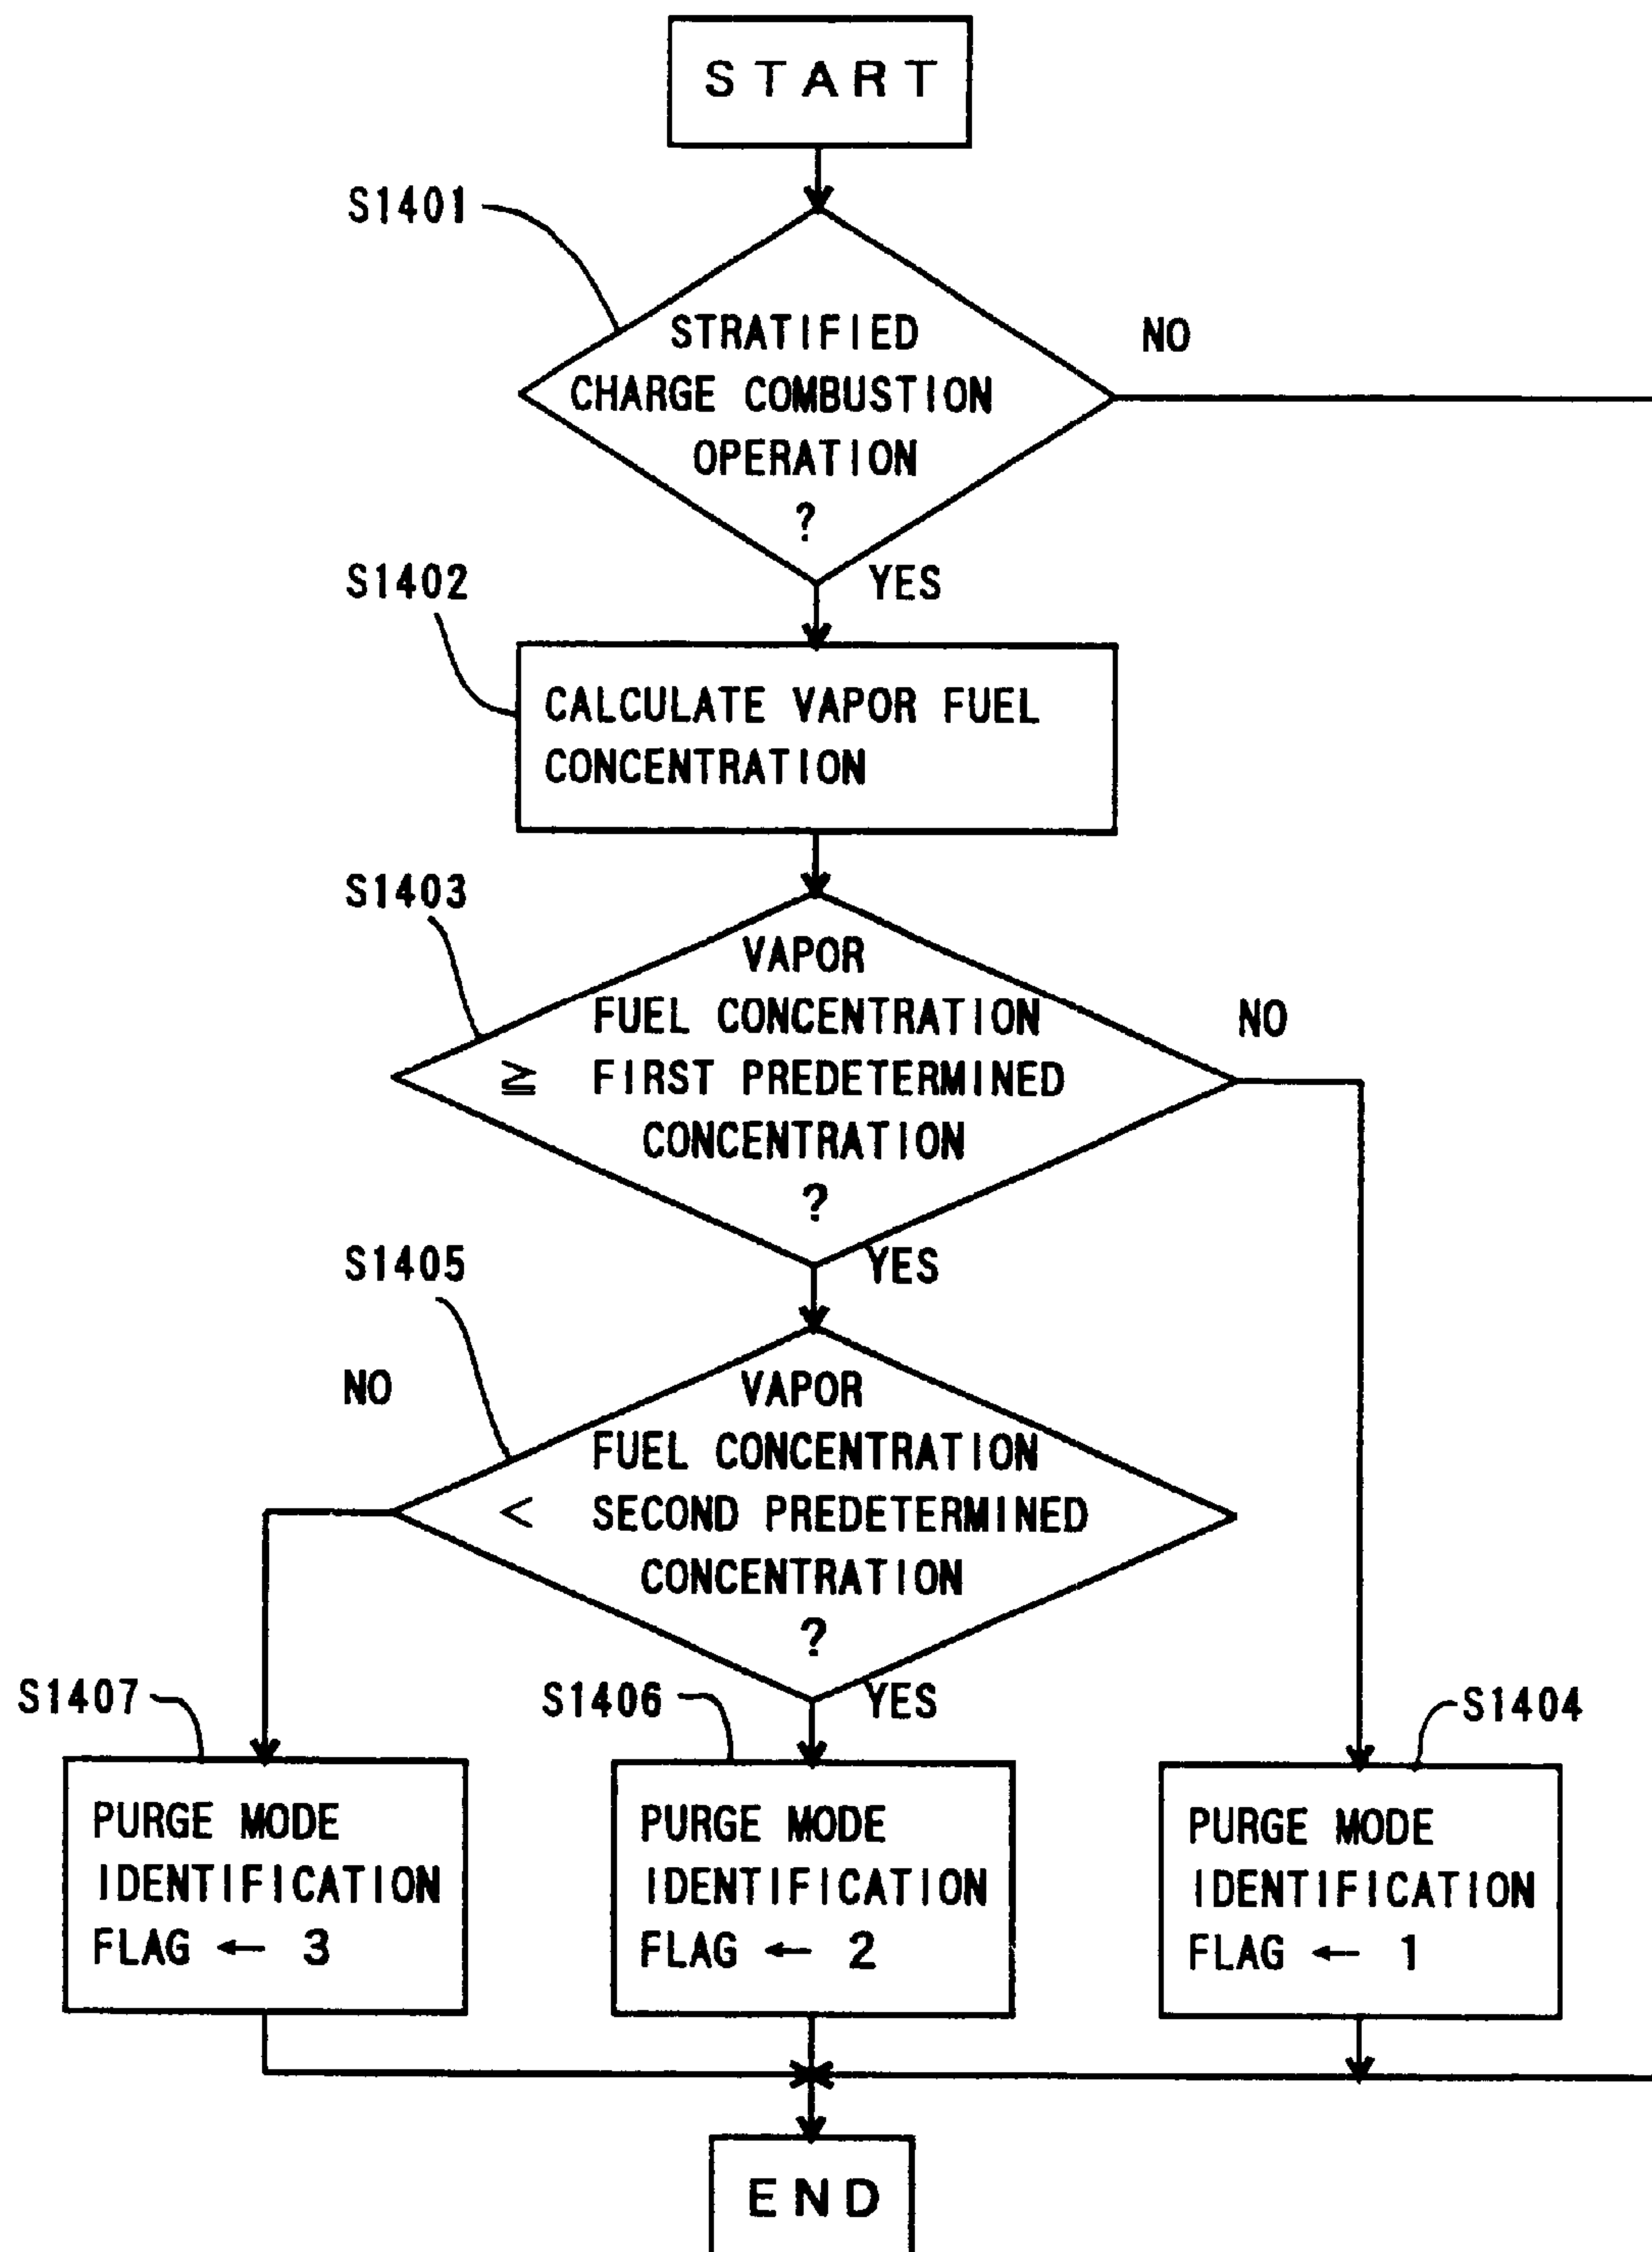 START
S1401
STRATIFIED
CHARGE COMBUSTION
OPERATION
?
NO
YES
S1402
CALCULATE VAPOR FUEL
CONCENTRATION
S1403
VAPOR
FUEL CONCENTRATION
≧ FIRST PREDETERMINED
CONCENTRATION
?
NO
YES
S1405
NO
VAPOR
FUEL CONCENTRATION
< SECOND PREDETERMINED
CONCENTRATION
?
YES
S1407
PURGE MODE
IDENTIFICATION
FLAG ← 3
S1406
PURGE MODE
IDENTIFICATION
FLAG ← 2
S1404
PURGE MODE
IDENTIFICATION
FLAG ← 1
END